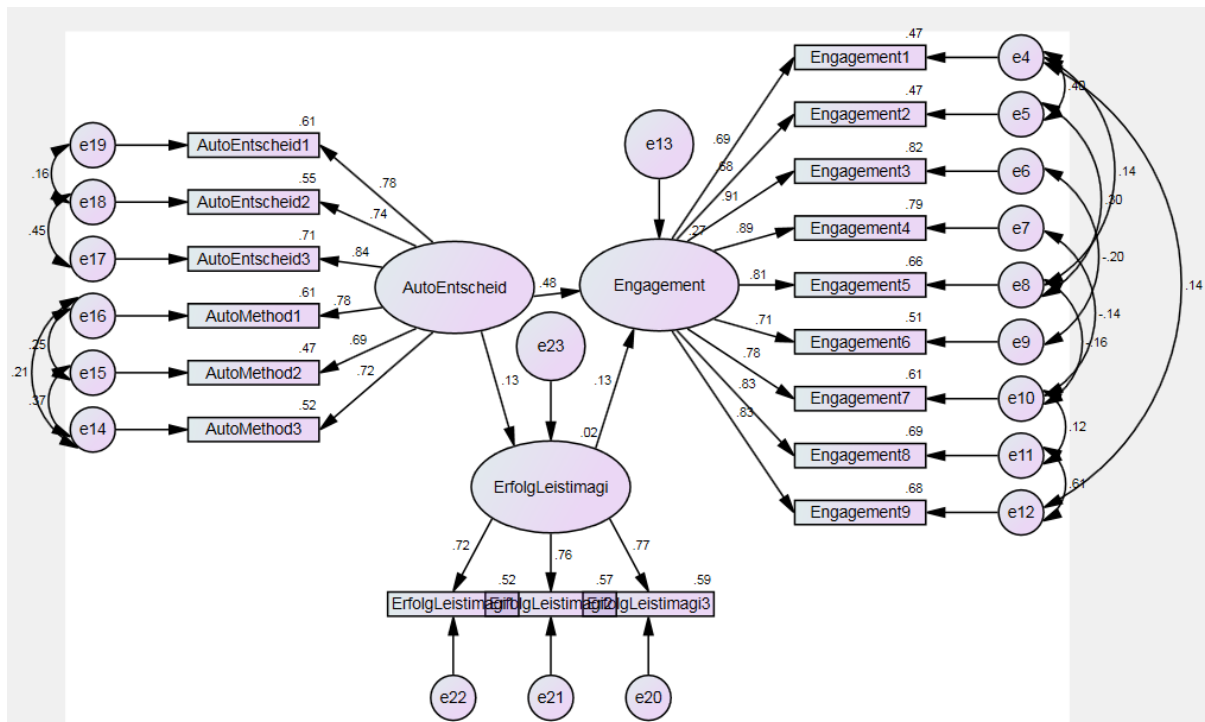 e19
.61
AutoEntscheid1
.16
e18
.55
AutoEntscheid2
.45
e17
.71
AutoEntscheid3
e16
.61
AutoMethod1
.25
e15
.47
AutoMethod2
.21
.37
e14
.52
AutoMethod3
.78
.74
.84
.78
.69
.72
AutoEntscheid
.48
.13
e23
e13
.27
Engagement
.13
.02
ErfolgLeistimagi
.72
.76
.77
.52
.57
.59
ErfolgLeistimagi1
ErfolgLeistimagi2
ErfolgLeistimagi3
e22
e21
e20
.69
.68
.91
.89
.81
.71
.78
.83
.83
.47
Engagement1
e4
.47
Engagement2
e5
.82
Engagement3
e6
.79
Engagement4
e7
.66
Engagement5
e8
.51
Engagement6
e9
.61
Engagement7
e10
.69
Engagement8
e11
.68
Engagement9
e12
.40
.14
.30
-.20
.14
-.14
-.16
.12
.61